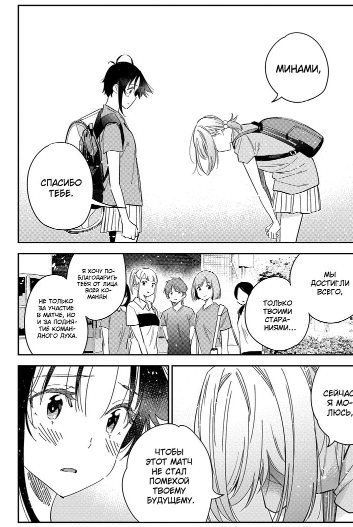 МИНАМИ,
СПАСИБО
ТЕБЕ.
МЫ
ДОСТИГЛИ
ВСЕГО,
ТОЛЬКО
ТВОИМИ
СТАРА-
НИЯМИ...
Я ХОЧУ ПО-
БЛАГОДАРИТЬ
ТЕБЯ ОТ ЛИЦА
ВСЕЙ КО-
МАНДЫ
НЕ ТОЛЬКО
ЗА УЧАСТИЕ
В МАТЧЕ, НО
И ЗА ПОДНЯ-
ТИЕ КОМАН-
ДНОГО ДУХА.
СЕЙЧАС
Я МО-
ЛЮСЬ,
ЧТОБЫ
ЭТОТ МАТЧ
НЕ СТАЛ
ПОМЕХОЙ
ТВОЕМУ
БУДУЩЕМУ.